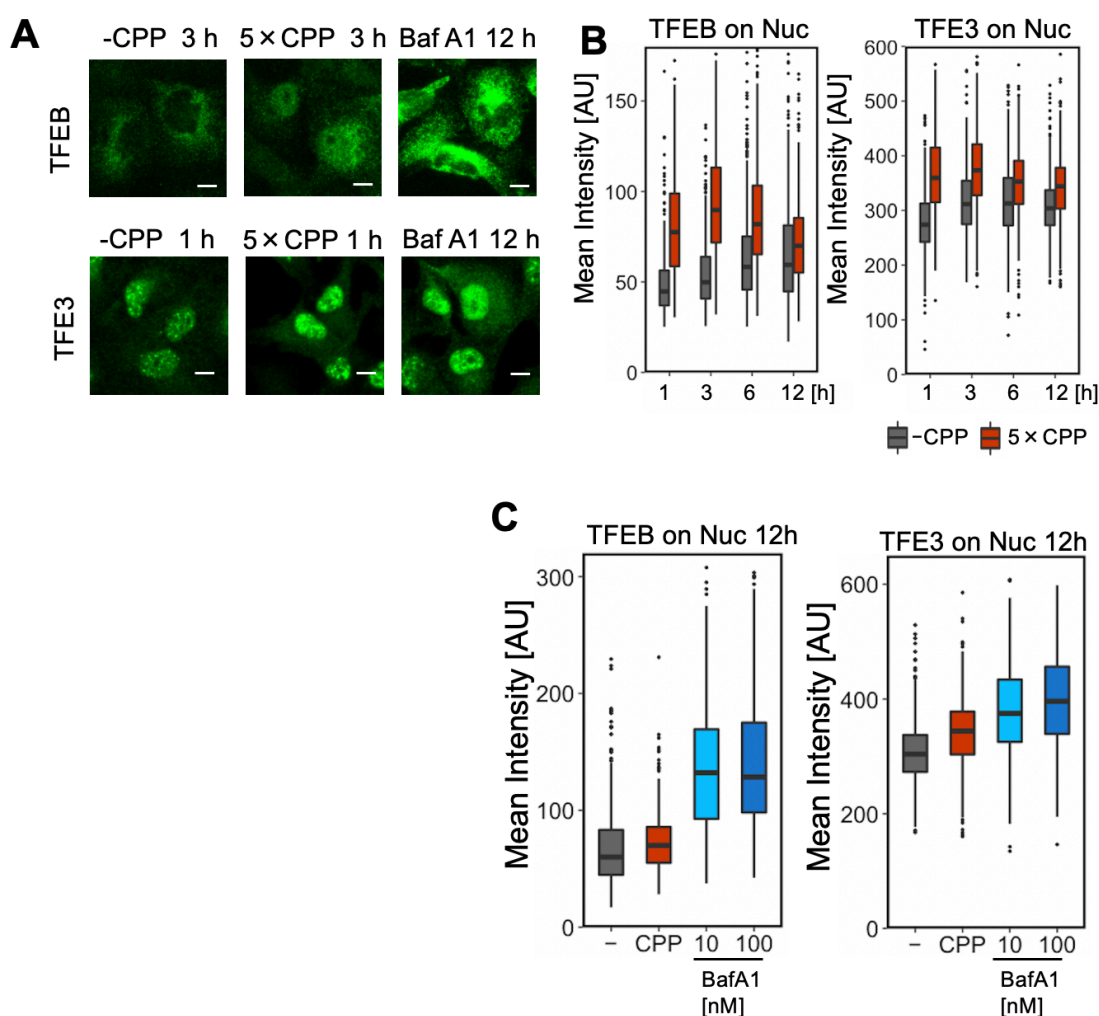 A
-CPP 3 h
5×CPP 3 h
Baf A1 12 h
TFEB
-CPP 1 h
5×CPP 1 h
Baf A1 12 h
TFE3
B
TFEB on Nuc
Mean Intensity [AU]
150
100
50
0
1 3 6 12 [h]
TFE3 on Nuc
Mean Intensity [AU]
600
500
400
300
200
100
0
1 3 6 12 [h]
−CPP
5×CPP
C
TFEB on Nuc 12h
Mean Intensity [AU]
300
200
100
0
− CPP 10 100
BafA1
[nM]
TFE3 on Nuc 12h
Mean Intensity [AU]
600
400
200
0
− CPP 10 100
BafA1
[nM]